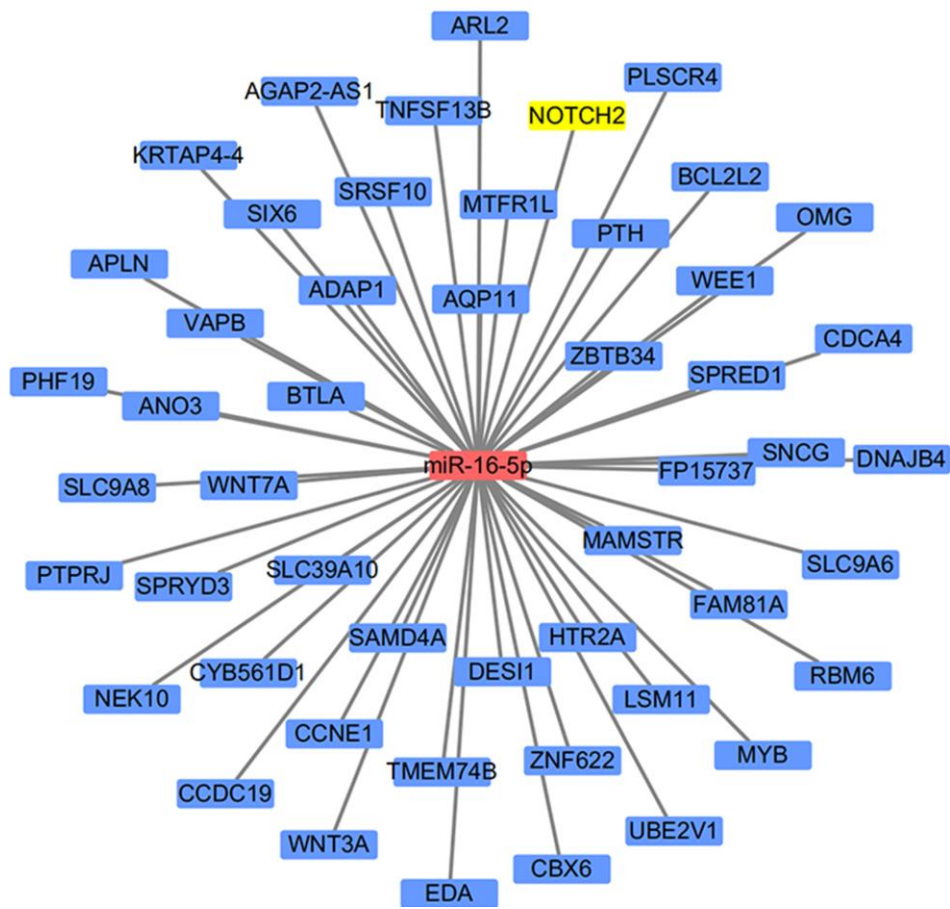 ARL2
PLSCR4
AGAP2-AS1
TNFSF13B
NOTCH2
KRTAP4-4
BCL2L2
SRSF10
MTFR1L
SIX6
OMG
PTH
APLN
WEE1
ADAP1
AQP11
VAPB
CDCA4
ZBTB34
SPRED1
PHF19
BTLA
ANO3
SNCG
DNAJB4
miR-16-5p
FP15737
SLC9A8
WNT7A
MAMSTR
SLC9A6
PTPRJ
SLC39A10
SPRYD3
FAM81A
SAMD4A
HTR2A
CYB561D1
DESI1
RBM6
NEK10
LSM11
CCNE1
MYB
ZNF622
TMEM74B
CCDC19
UBE2V1
WNT3A
CBX6
EDA